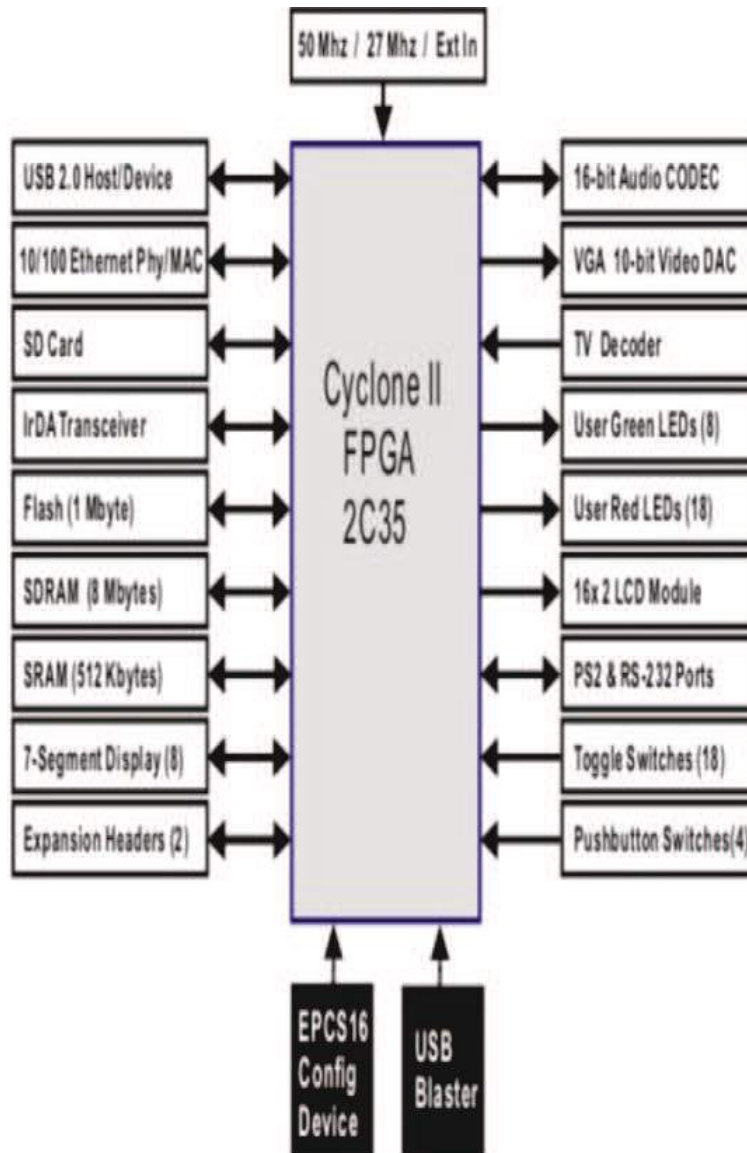 50 Mhz / 27 Mhz / Ext In
USB 2.0 Host/Device
10/100 Ethernet Phy/MAC
SD Card
IrDA Transceiver
Flash (1 Mbyte)
SDRAM (8 Mbytes)
SRAM (512 Kbytes)
7-Segment Display (8)
Expansion Headers (2)
Cyclone II
FPGA
2C35
16-bit Audio CODEC
VGA 10-bit Video DAC
TV Decoder
User Green LEDs (8)
User Red LEDs (18)
16x 2 LCD Module
PS2 & RS-232 Ports
Toggle Switches (18)
Pushbutton Switches(4)
EPCS16
Config
Device
USB
Blaster